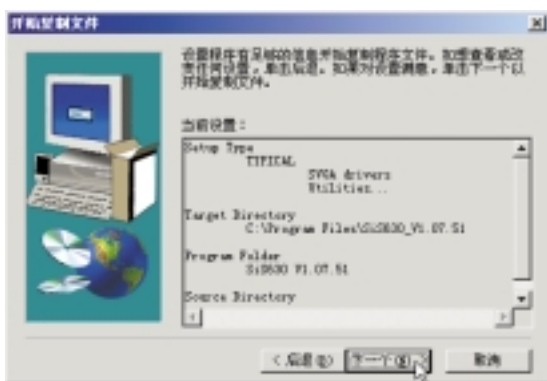 开始复制文件
设置程序有足够的信息开始复制程序文件。如想查看或改
变任何设置，单击后退。如果对设置满意，单击下一个以
开始复制文件。
当前设置：
Setup Type
TYPICAL
SVGA drivers
Utilities...
Target Directory
C:\Program Files\SiS630_V1.07.51
Program Folder
SiS630 V1.07.51
Source Directory
< 后退(B) 下一个(N) > 取消